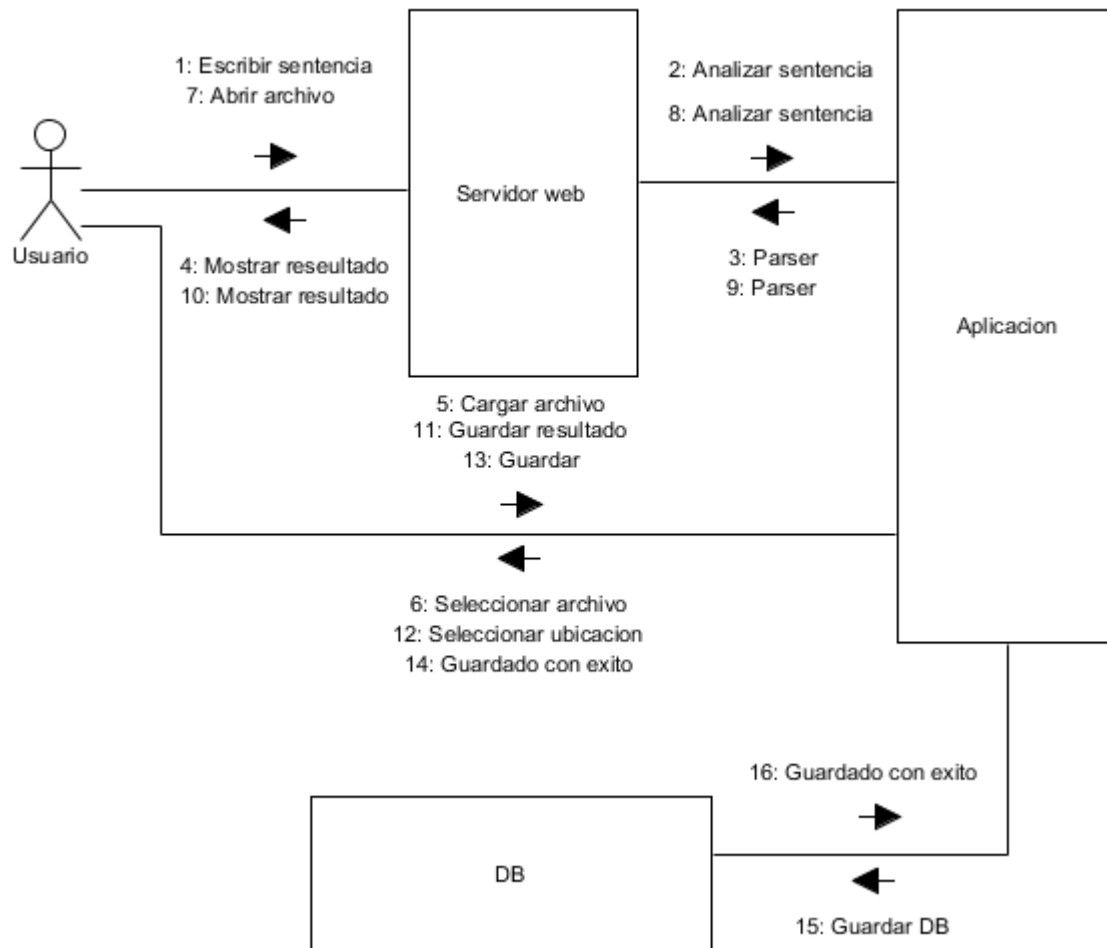 1: Escribir sentencia
7: Abrir archivo
2: Analizar sentencia
8: Analizar sentencia
Servidor web
Usuario
4: Mostrar reseultado
10: Mostrar resultado
3: Parser
9: Parser
Aplicacion
5: Cargar archivo
11: Guardar resultado
13: Guardar
6: Seleccionar archivo
12: Seleccionar ubicacion
14: Guardado con exito
16: Guardado con exito
DB
15: Guardar DB